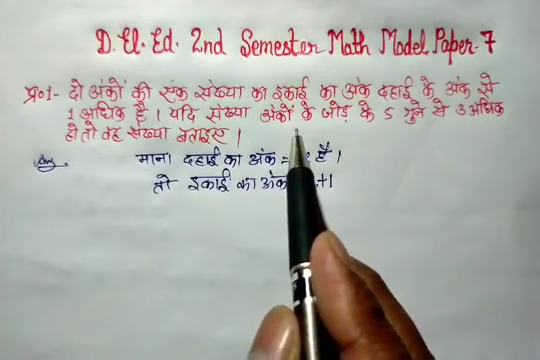 D.El.Ed. 2nd Semester Math Model Paper-7
प्र०1- दो अंकों की एक संख्या का इकाई का अंक दहाई के अंक से
1 अधिक है। यदि संख्या अंकों के जोड़ के 5 गुने से 3 अधिक
हो तो वह संख्या बताइए।
Ans. माना दहाई का अंक = है।
तो इकाई का अंक +1